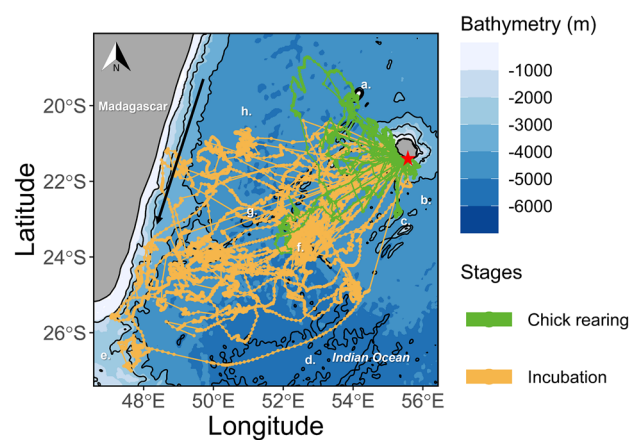 Bathymetry (m)
-1000
-2000
-3000
-4000
-5000
-6000
N
a.
20°S
Madagascar
h.
22°S
b.
g.
c.
24°S
f.
26°S
e.
d.
Indian Ocean
Latitude
48°E 50°E 52°E 54°E 56°E
Longitude
Stages
Chick rearing
Incubation